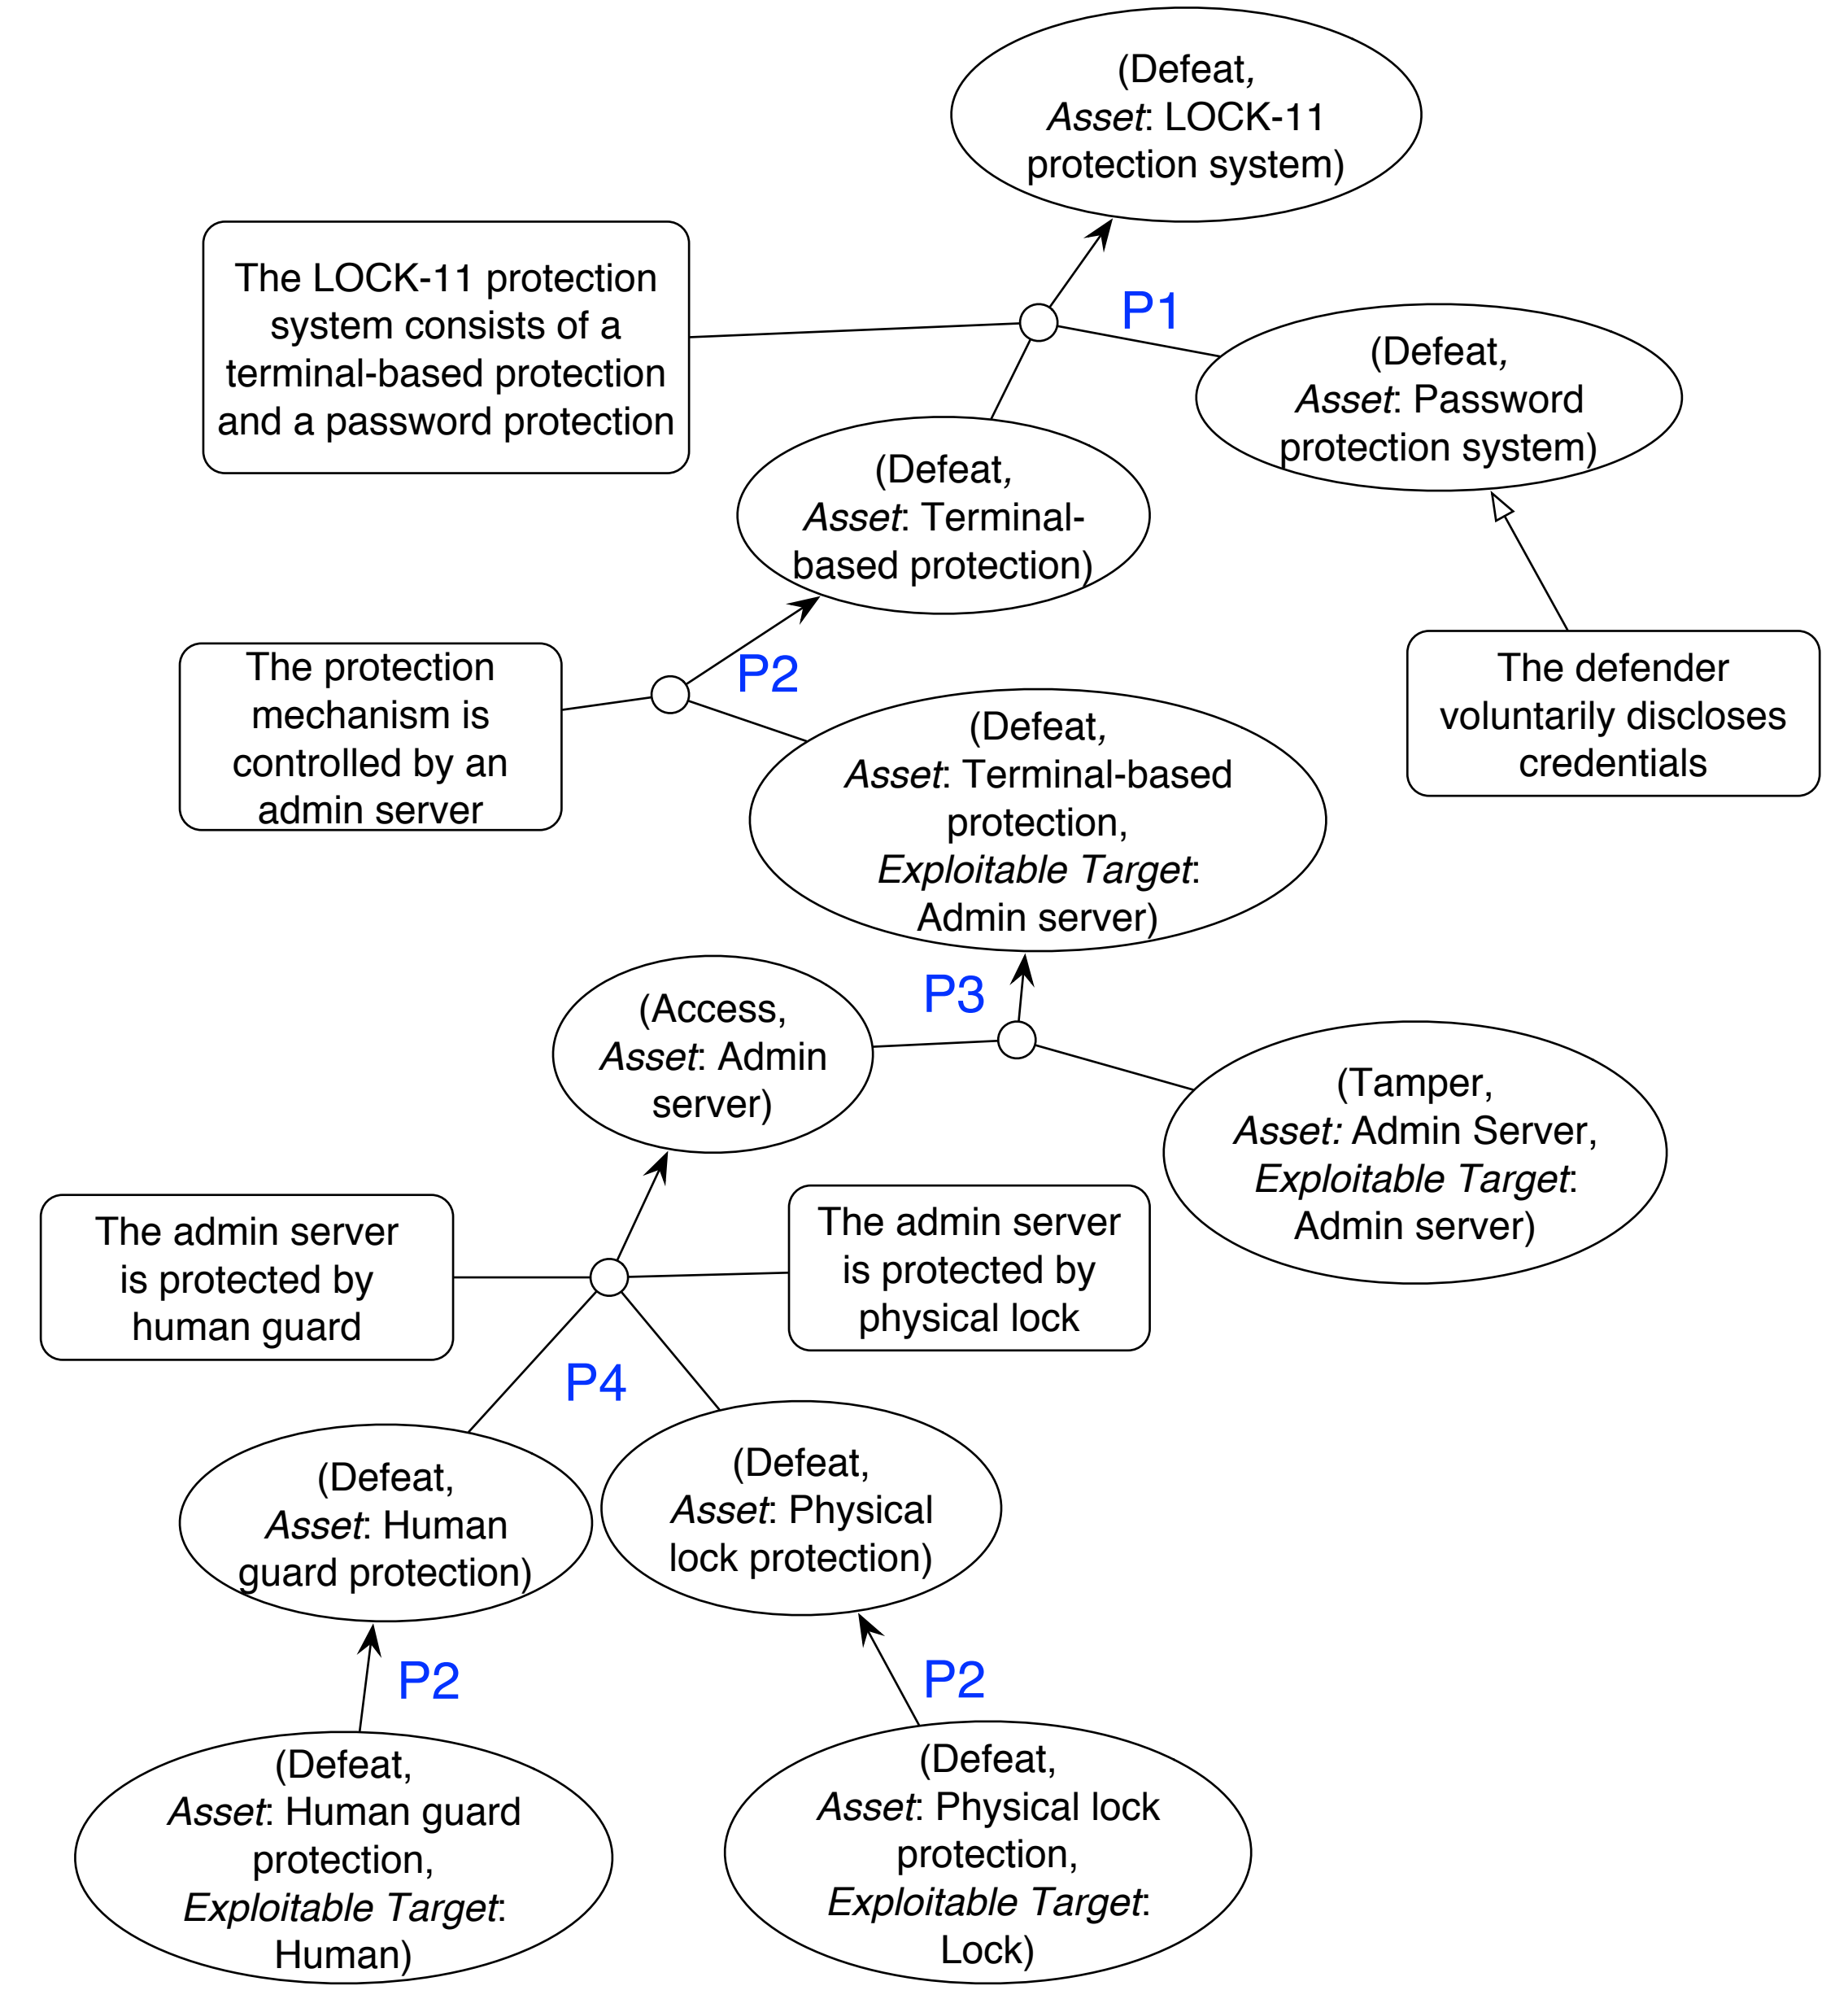 (Defeat,
Asset: LOCK-11
protection system)
The LOCK-11 protection
system consists of a
terminal-based protection
and a password protection
P1
(Defeat,
Asset: Password
protection system)
(Defeat,
Asset: Terminal-
based protection)
The protection
mechanism is
controlled by an
admin server
P2
The defender
voluntarily discloses
credentials
(Defeat,
Asset: Terminal-based
protection,
Exploitable Target:
Admin server)
P3
(Access,
Asset: Admin
server)
(Tamper,
Asset: Admin Server,
Exploitable Target:
Admin server)
The admin server
is protected by
human guard
The admin server
is protected by
physical lock
P4
(Defeat,
Asset: Human
guard protection)
(Defeat,
Asset: Physical
lock protection)
P2
P2
(Defeat,
Asset: Human guard
protection,
Exploitable Target:
Human)
(Defeat,
Asset: Physical lock
protection,
Exploitable Target:
Lock)